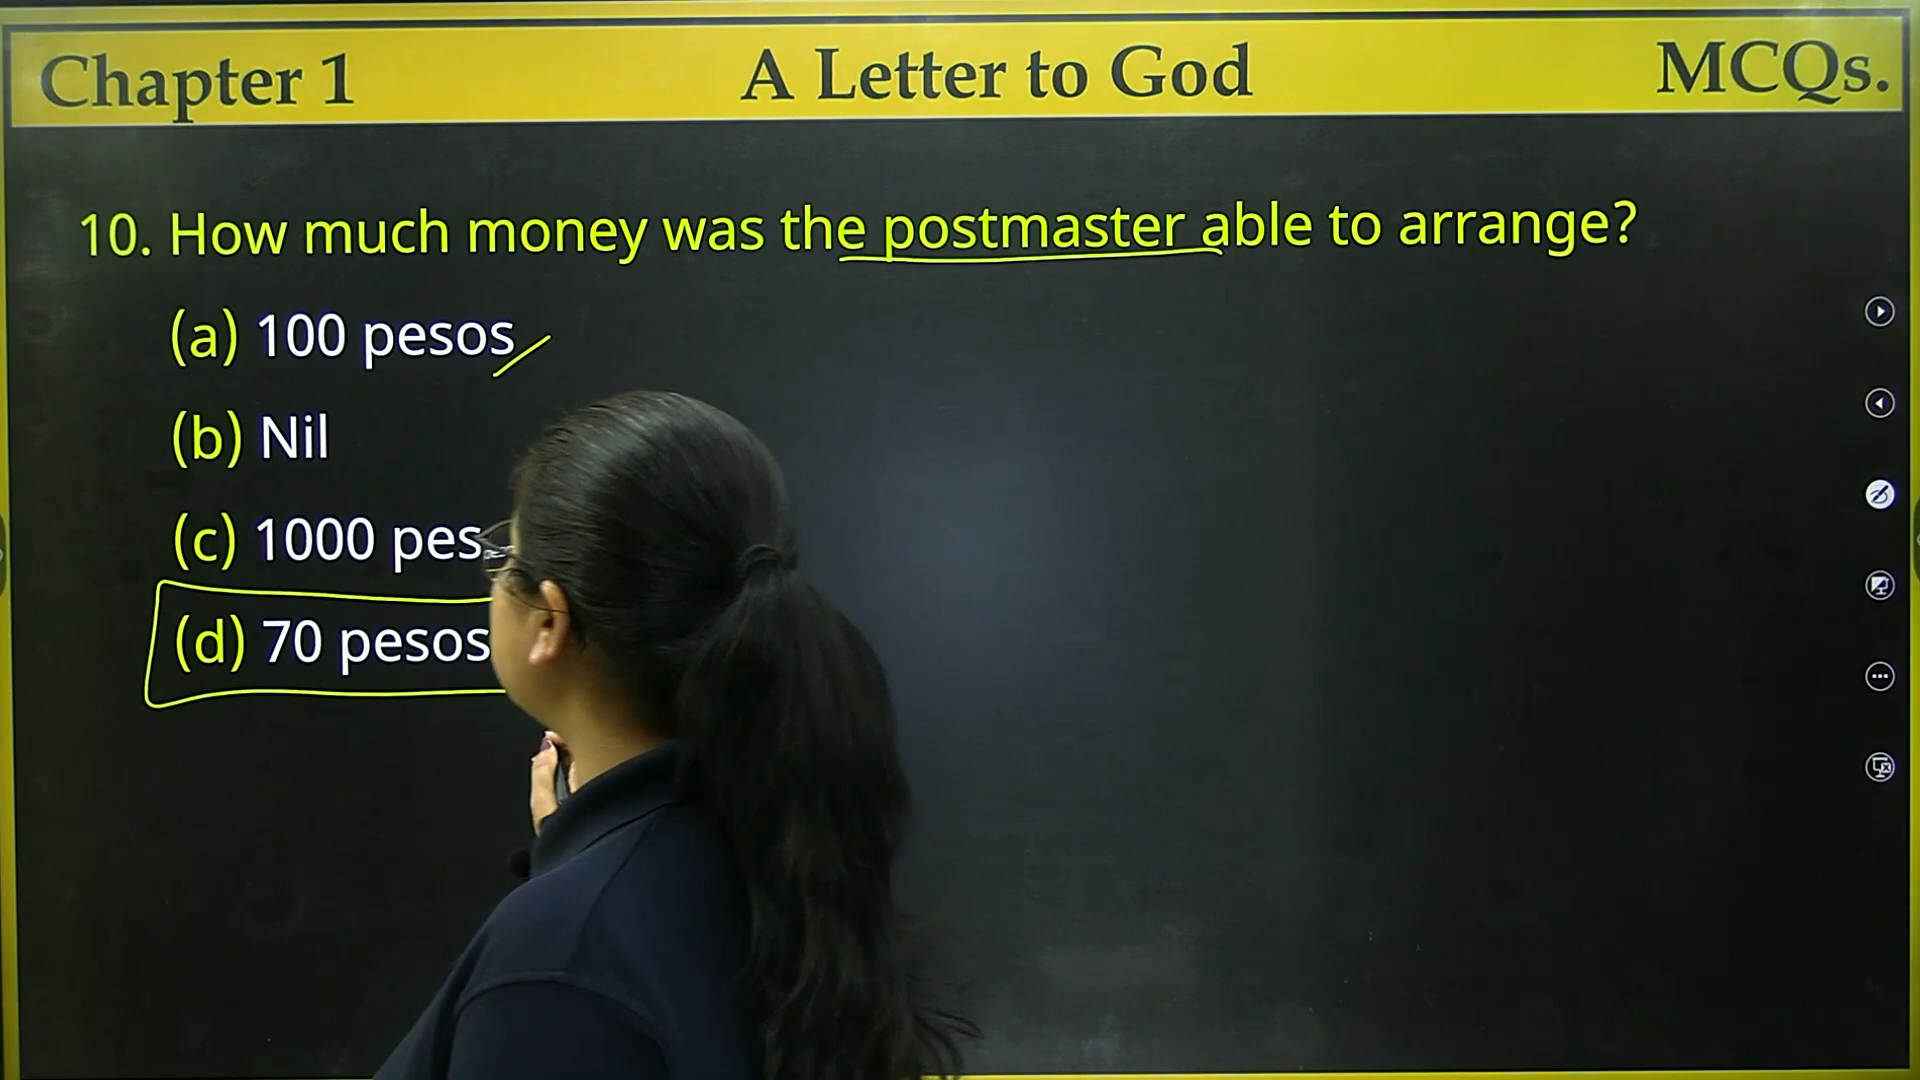 Chapter 1 A Letter to God MCQs.
10. How much money was the postmaster able to arrange?
(a) 100 pesos
(b) Nil
(c) 1000 pes
(d) 70 pesos